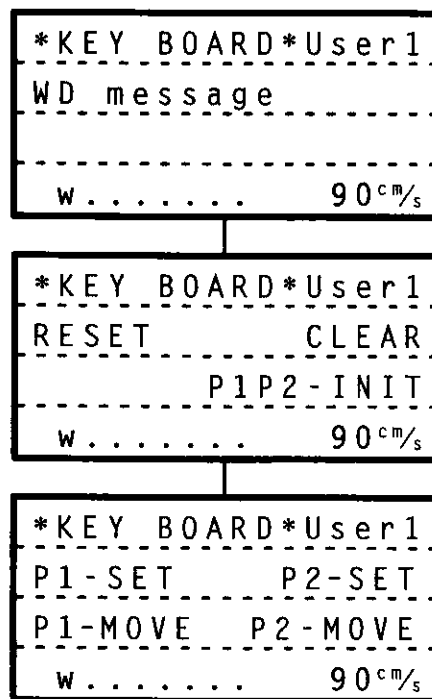 *KEY BOARD*User1
WD message
w....... 90cm/s
*KEY BOARD*User1
RESET CLEAR
P1P2-INIT
w....... 90cm/s
*KEY BOARD*User1
P1-SET P2-SET
P1-MOVE P2-MOVE
w....... 90cm/s